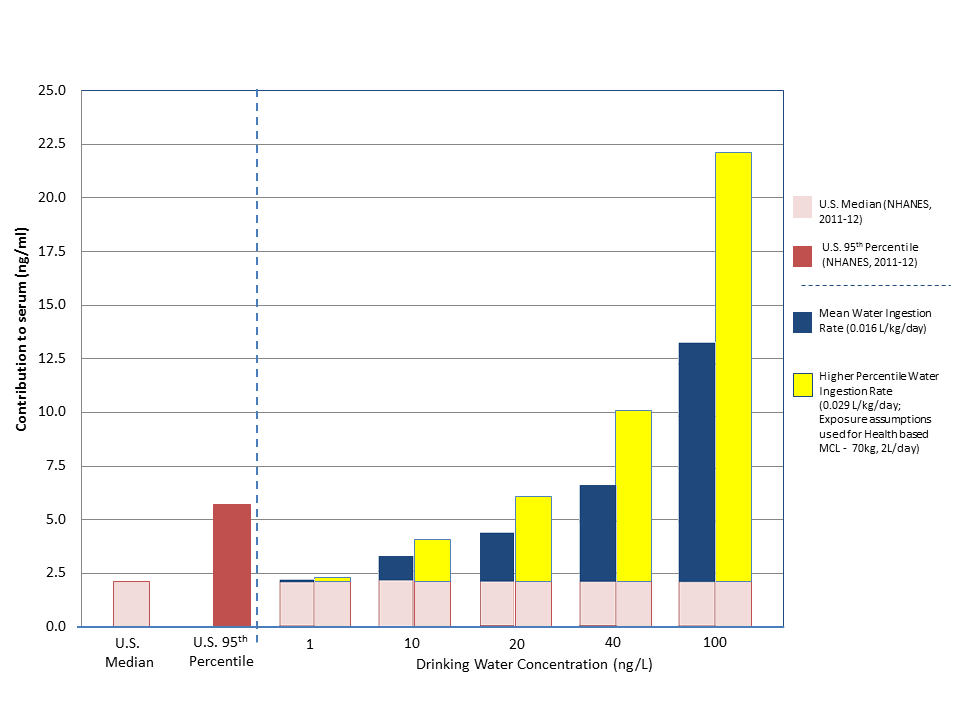 25.0
22.5
20.0
17.5
15.0
12.5
10.0
7.5
5.0
2.5
0.0
Contribution to serum (ng/ml)
U.S.
Median
U.S. 95th
Percentile
1
10
20
40
100
Drinking Water Concentration (ng/L)
U.S. Median (NHANES,
2011-12)
U.S. 95th Percentile
(NHANES, 2011-12)
Mean Water Ingestion
Rate (0.016 L/kg/day)
Higher Percentile Water
Ingestion Rate
(0.029 L/kg/day;
Exposure assumptions
used for Health based
MCL - 70kg, 2L/day)